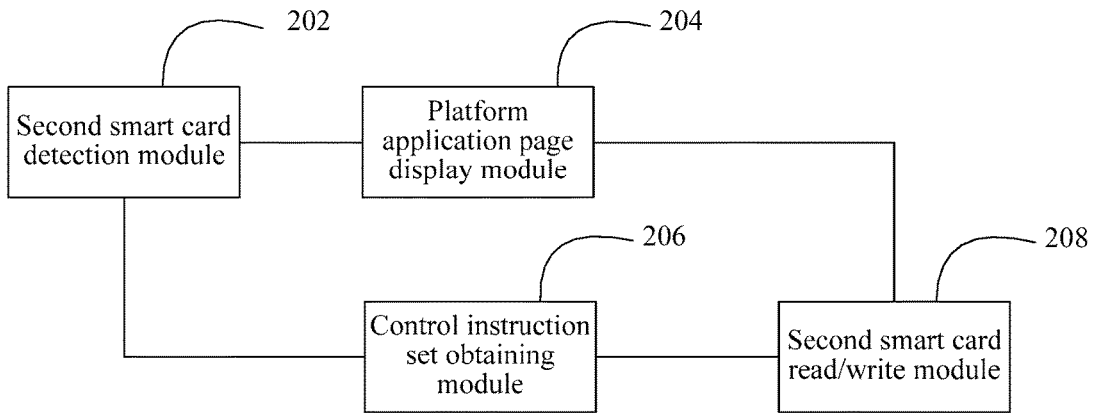 202
204
Second smart card
detection module
Platform
application page
display module
206
208
Control instruction
set obtaining
module
Second smart card
read/write module